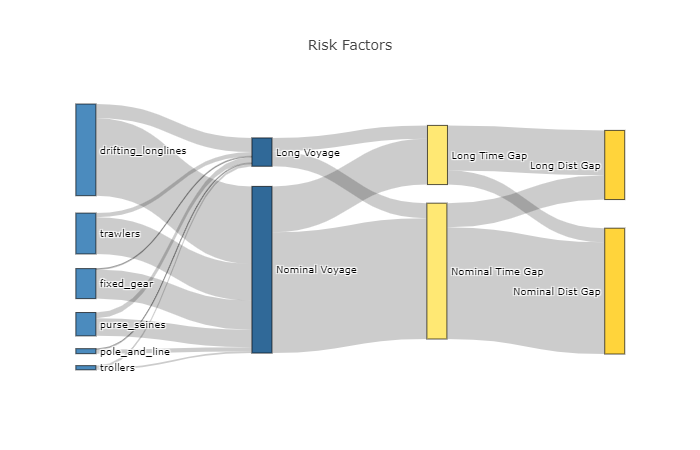 Risk Factors
drifting_longlines
trawlers
fixed_gear
purse_seines
pole_and_line
trollers
Long Voyage
Nominal Voyage
Long Time Gap
Nominal Time Gap
Long Dist Gap
Nominal Dist Gap